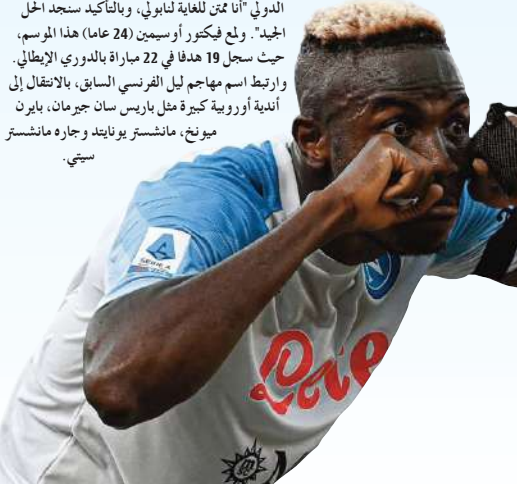 الدولي "أنا ممتن للغاية لنابولي، وبالتأكيد سنجد الحل
الجيد". ولمع فيكتور أوسيمين (24 عاما) هذا الموسم،
حيث سجل 19 هدفا في 22 مباراة بالدوري الإيطالي.
وارتبط اسم مهاجم ليل الفرنسي السابق، بالانتقال إلى
أندية أوروبية كبيرة مثل باريس سان جيرمان، بايرن
ميونخ، مانشستر يونايتد وجاره مانشستر
سيتي.
SERIE A
Lete